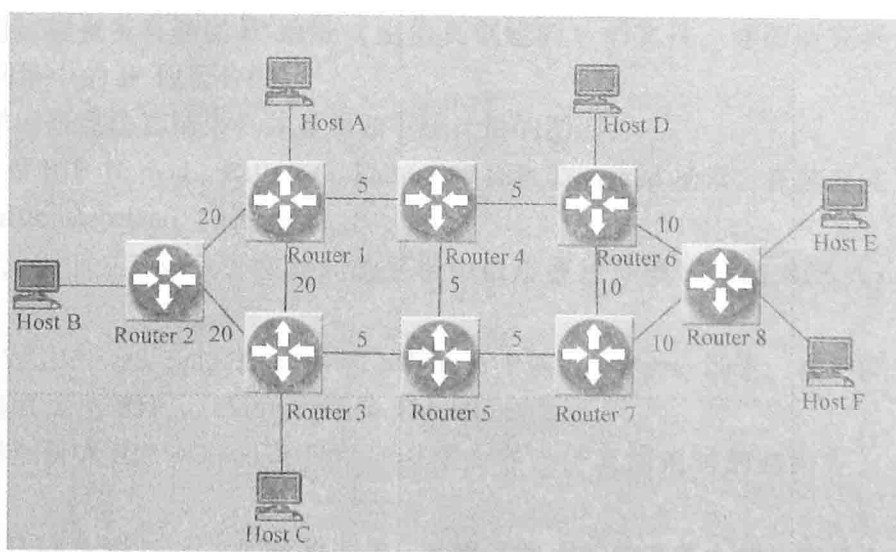 Host A
Host D
5
5
20
10
Host E
Router 1
Router 4
Router 6
20
5
10
Host B
Router 2
20
5
5
10
Router 8
Router 3
Router 5
Router 7
Host F
Host C